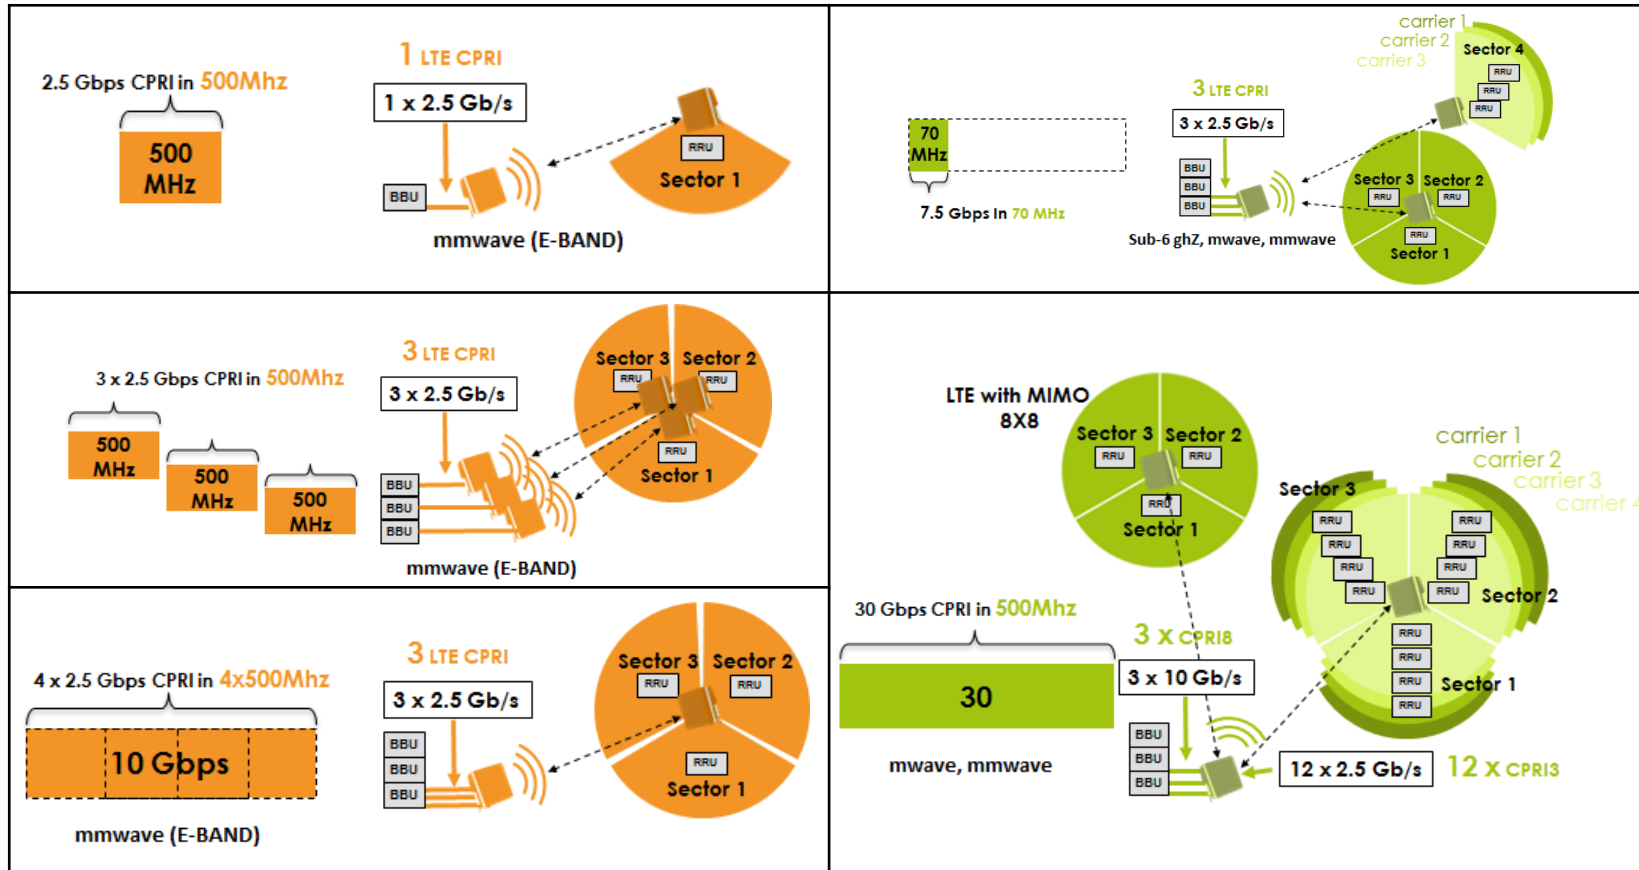 2.5 Gbps CPRI in 500Mhz
500
MHz
1 LTE CPRI
1 x 2.5 Gb/s
BBU
RRU
Sector 1
mmwave (E-BAND)
70
MHz
7.5 Gbps In 70 MHz
3 LTE CPRI
3 x 2.5 Gb/s
BBU
BBU
BBU
Sub-6 ghZ, mwave, mmwave
carrier 1
carrier 2
carrier 3
Sector 4
RRU
RRU
RRU
Sector 3
Sector 2
RRU
RRU
RRU
Sector 1
3 x 2.5 Gbps CPRI in 500Mhz
500
MHz
500
MHz
500
MHz
3 LTE CPRI
3 x 2.5 Gb/s
BBU
BBU
BBU
Sector 3
Sector 2
RRU
RRU
RRU
Sector 1
mmwave (E-BAND)
4 x 2.5 Gbps CPRI in 4x500Mhz
10 Gbps
mmwave (E-BAND)
3 LTE CPRI
3 x 2.5 Gb/s
BBU
BBU
BBU
Sector 3
Sector 2
RRU
RRU
RRU
Sector 1
LTE with MIMO
8X8
Sector 3
Sector 2
RRU
RRU
RRU
Sector 1
carrier 1
carrier 2
carrier 3
carrier 4
Sector 3
RRU
RRU
RRU
RRU
RRU
RRU
RRU
RRU
Sector 2
RRU
RRU
RRU
RRU
Sector 1
30 Gbps CPRI in 500Mhz
30
mwave, mmwave
3 x CPRI8
3 x 10 Gb/s
BBU
BBU
BBU
12 x 2.5 Gb/s
12 x CPRI3